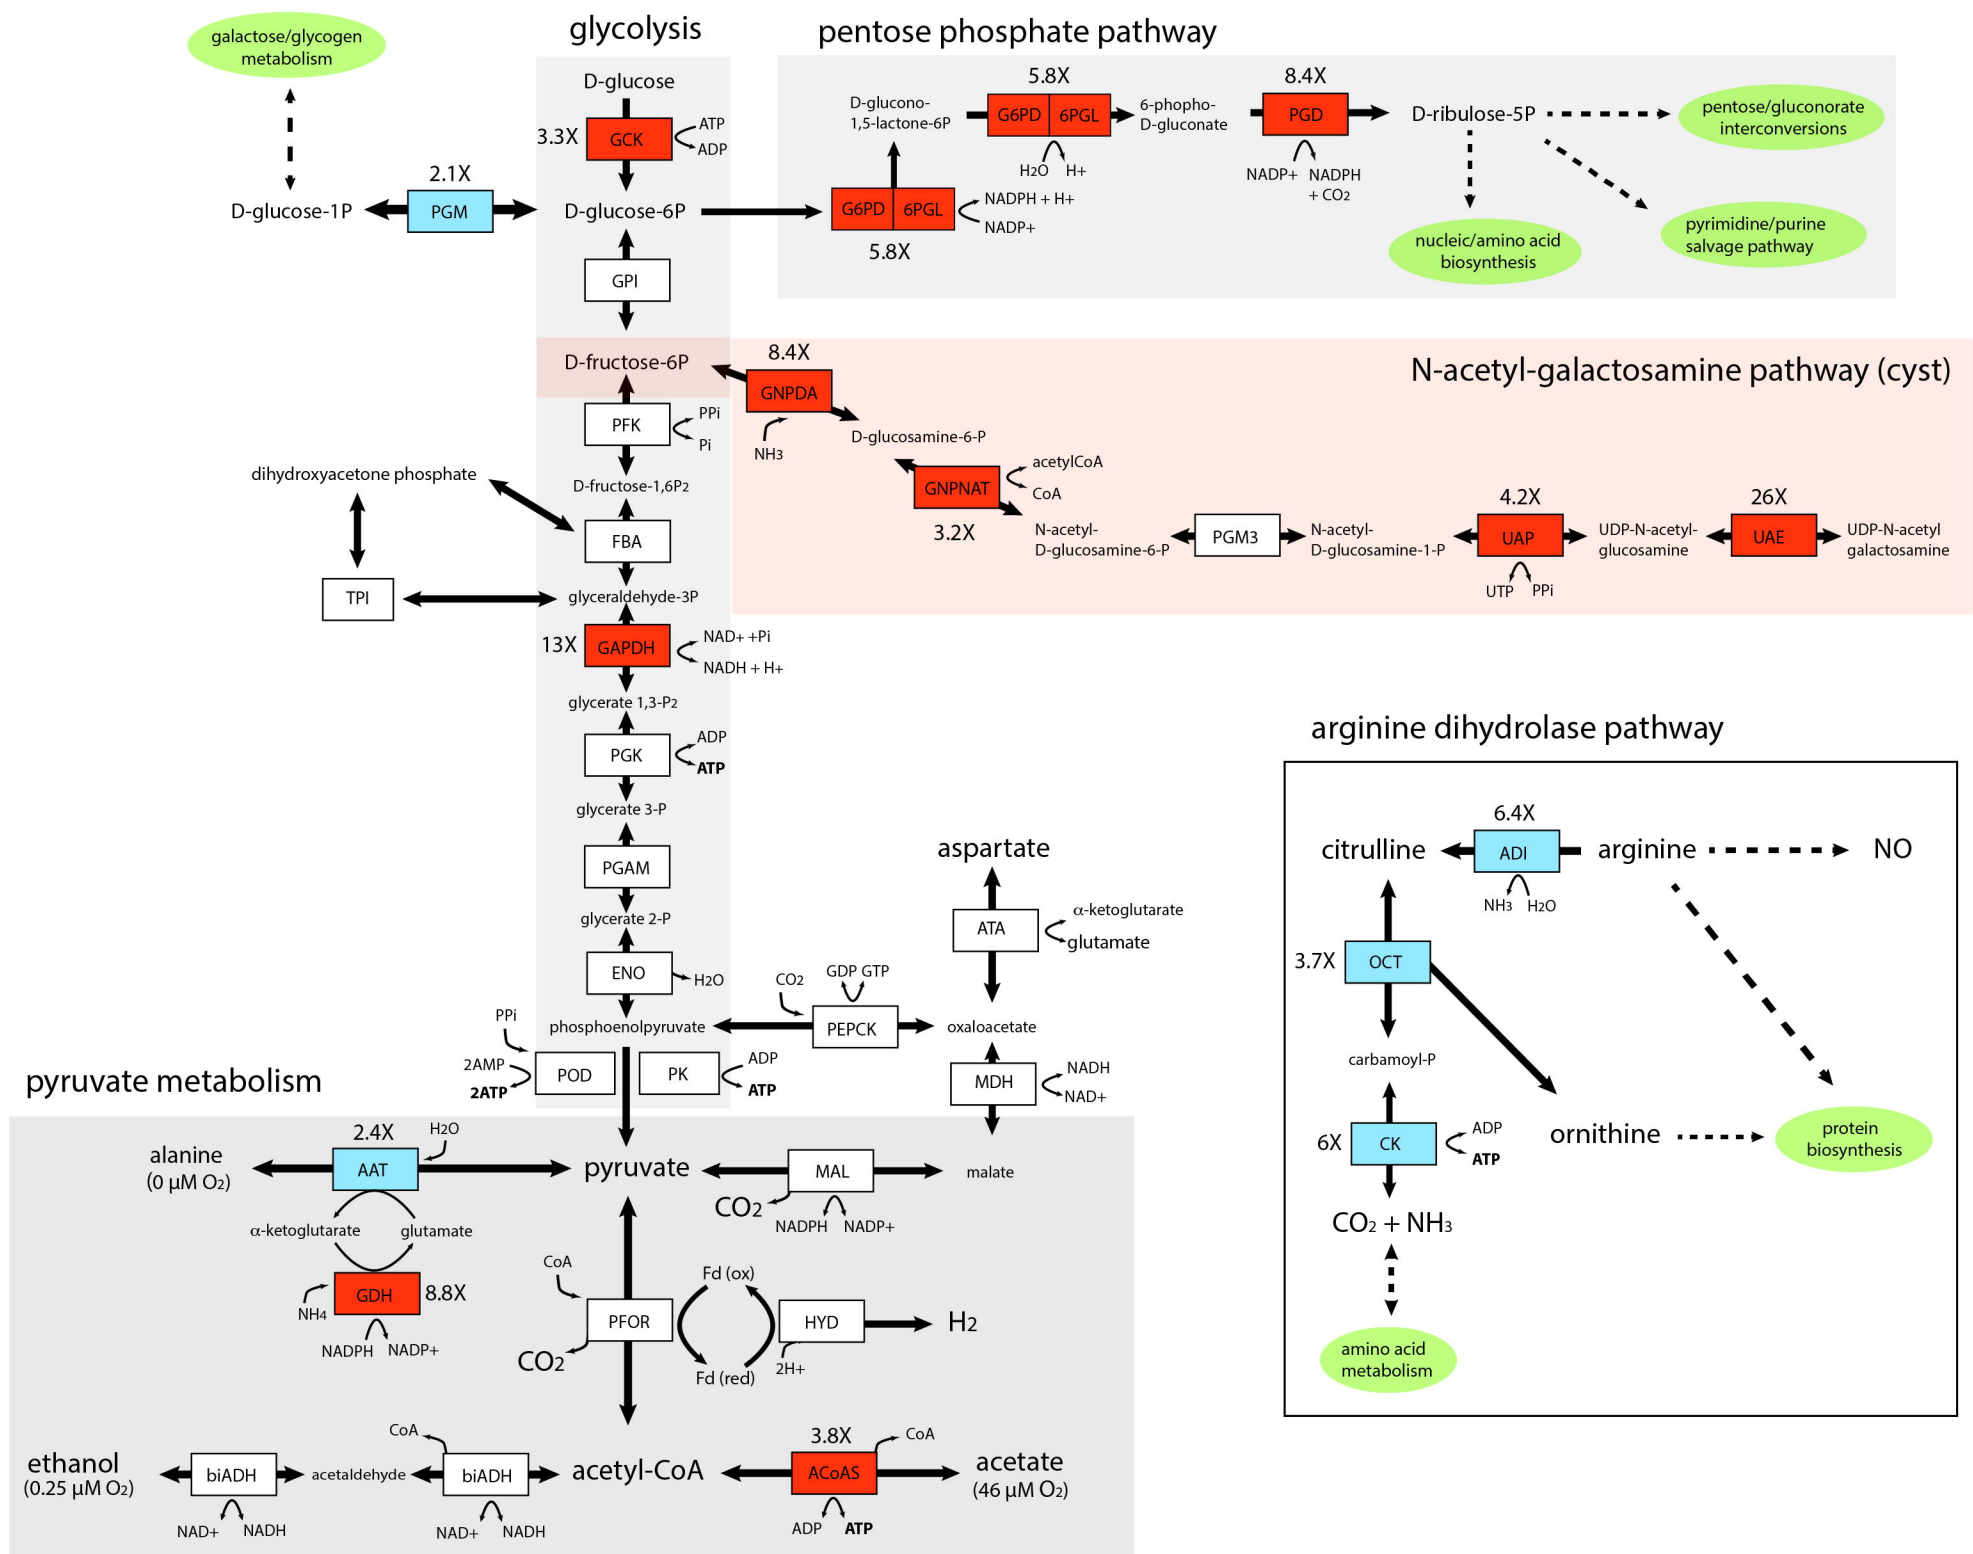 galactose/glycogen
metabolism
glycolysis
pentose phosphate pathway
D-glucose
3.3X
GCK
ATP
ADP
2.1X
D-glucose-1P
PGM
D-glucose-6P
GPI
D-glucono-
1,5-lactone-6P
5.8X
G6PD
6PGL
H2O
H+
6-phopho-
D-gluconate
8.4X
PGD
NADP+
NADPH
+ CO2
D-ribulose-5P
pentose/gluconorate
interconversions
G6PD
6PGL
5.8X
NADPH + H+
NADP+
nucleic/amino acid
biosynthesis
pyrimidine/purine
salvage pathway
D-fructose-6P
8.4X
GNPDA
NH3
N-acetyl-galactosamine pathway (cyst)
PFK
PPi
Pi
D-glucosamine-6-P
GNPNAT
3.2X
acetylCoA
CoA
N-acetyl-
D-glucosamine-6-P
PGM3
N-acetyl-
D-glucosamine-1-P
4.2X
UAP
UTP
PPi
UDP-N-acetyl-
glucosamine
26X
UAE
UDP-N-acetyl
galactosamine
dihydroxyacetone phosphate
D-fructose-1,6P2
FBA
TPI
glyceraldehyde-3P
13X
GAPDH
NAD+ +Pi
NADH + H+
glycerate 1,3-P2
PGK
ADP
ATP
glycerate 3-P
PGAM
glycerate 2-P
ENO
H2O
phosphoenolpyruvate
PPi
2AMP
2ATP
POD
PK
ADP
ATP
CO2
GDP GTP
PEPCK
aspartate
ATA
α-ketoglutarate
glutamate
oxaloacetate
MDH
NADH
NAD+
arginine dihydrolase pathway
6.4X
citrulline
ADI
arginine
NO
NH3
H2O
3.7X
OCT
carbamoyl-P
6X
CK
ADP
ATP
ornithine
protein
biosynthesis
CO2 + NH3
amino acid
metabolism
pyruvate metabolism
alanine
(0 µM O2)
2.4X
AAT
H2O
pyruvate
MAL
malate
CO2
NADPH
NADP+
α-ketoglutarate
glutamate
GDH
8.8X
NH4
NADPH
NADP+
CoA
PFOR
CO2
Fd (ox)
Fd (red)
HYD
2H+
H2
ethanol
(0.25 µM O2)
biADH
NAD+
NADH
acetaldehyde
CoA
biADH
NAD+
NADH
acetyl-CoA
3.8X
ACoAS
CoA
ADP
ATP
acetate
(46 µM O2)